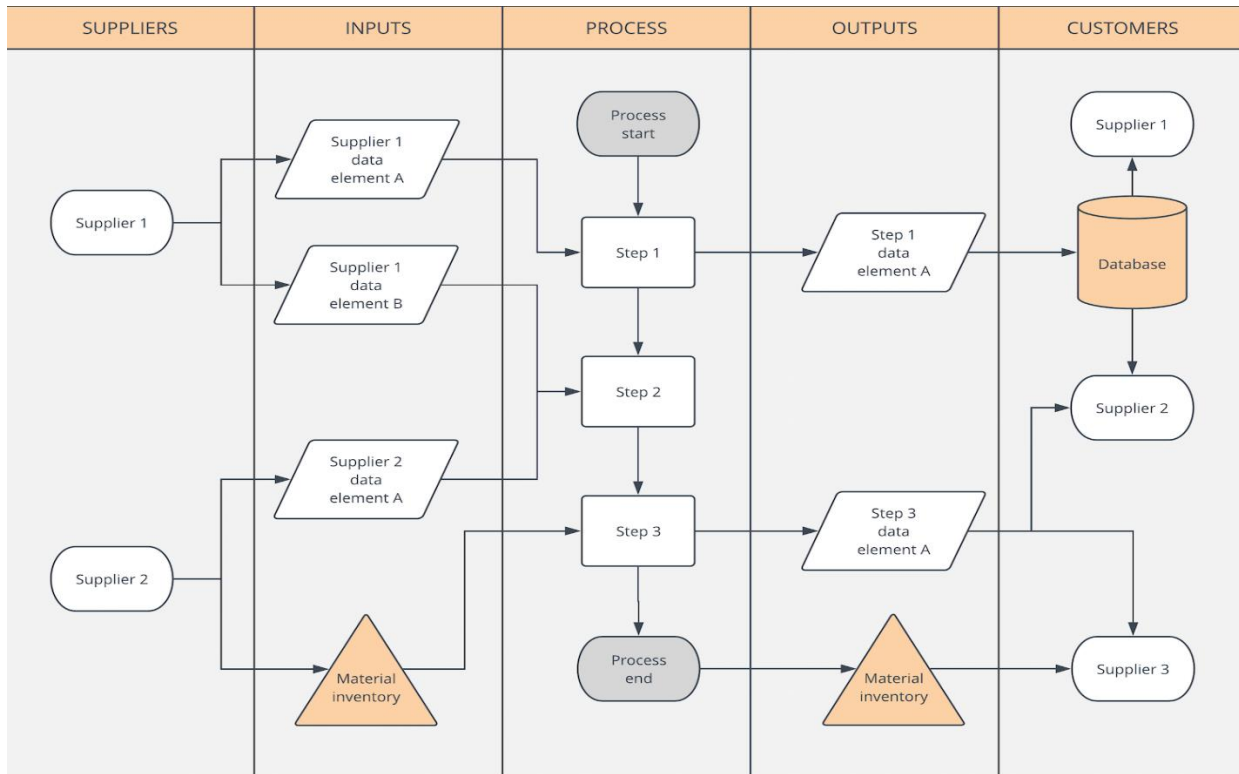 SUPPLIERS
INPUTS
PROCESS
OUTPUTS
CUSTOMERS
Supplier 1
Supplier 2
Supplier 1
data
element A
Supplier 1
data
element B
Supplier 2
data
element A
Material
inventory
Process
start
Step 1
Step 2
Step 3
Process
end
Step 1
data
element A
Step 3
data
element A
Material
inventory
Supplier 1
Database
Supplier 2
Supplier 3